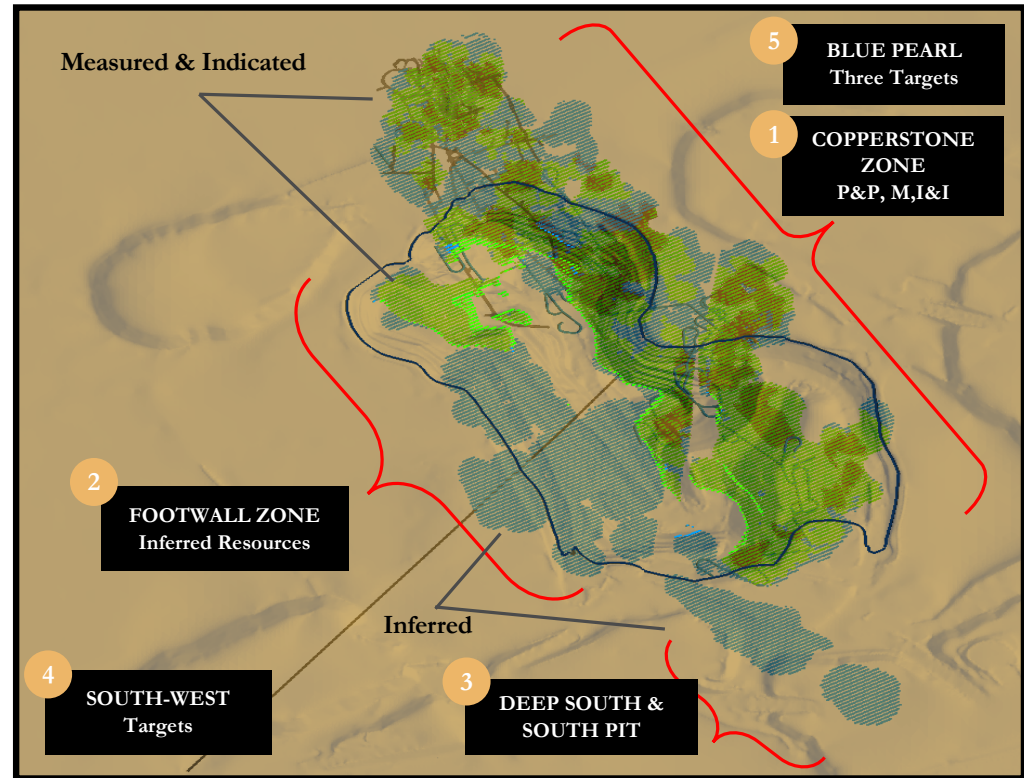 Measured & Indicated
5
BLUE PEARL
Three Targets
1
COPPERSTONE
ZONE
P&P, M,I&I
2
FOOTWALL ZONE
Inferred Resources
Inferred
4
SOUTH-WEST
Targets
3
DEEP SOUTH &
SOUTH PIT